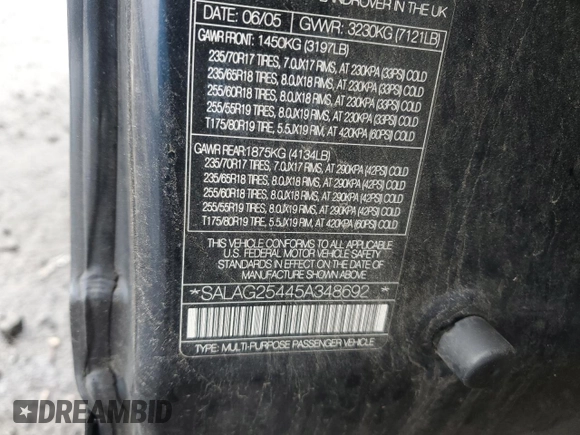 LANDROVER IN THE UK
DATE: 06/05 GVWR: 3230KG (7121LB)
GAWR FRONT: 1450KG (3197LB)
235/70R17 TIRES, 7.0JX17 RIMS, AT 230KPA (33PSI) COLD
235/65R18 TIRES, 8.0JX18 RIMS, AT 230KPA (33PSI) COLD
255/60R18 TIRES, 8.0JX18 RIMS, AT 230KPA (33PSI) COLD
255/55R19 TIRES, 8.0JX19 RIMS, AT 230KPA (33PSI) COLD
T175/80R19 TIRE, 5.5JX19 RIM, AT 420KPA (60PSI) COLD
GAWR REAR: 1875KG (4134LB)
235/70R17 TIRES, 7.0JX17 RIMS, AT 290KPA (42PSI) COLD
235/65R18 TIRES, 8.0JX18 RIMS, AT 290KPA (42PSI) COLD
255/60R18 TIRES, 8.0JX18 RIMS, AT 290KPA (42PSI) COLD
255/55R19 TIRES, 8.0JX19 RIMS, AT 290KPA (42PSI) COLD
T175/80R19 TIRE, 5.5JX19 RIM, AT 420KPA (60PSI) COLD
THIS VEHICLE CONFORMS TO ALL APPLICABLE
U.S. FEDERAL MOTOR VEHICLE SAFETY
STANDARDS IN EFFECT ON THE DATE OF
MANUFACTURE SHOWN ABOVE
*SALAG25445A348692*
TYPE: MULTI-PURPOSE PASSENGER VEHICLE
DREAMBID